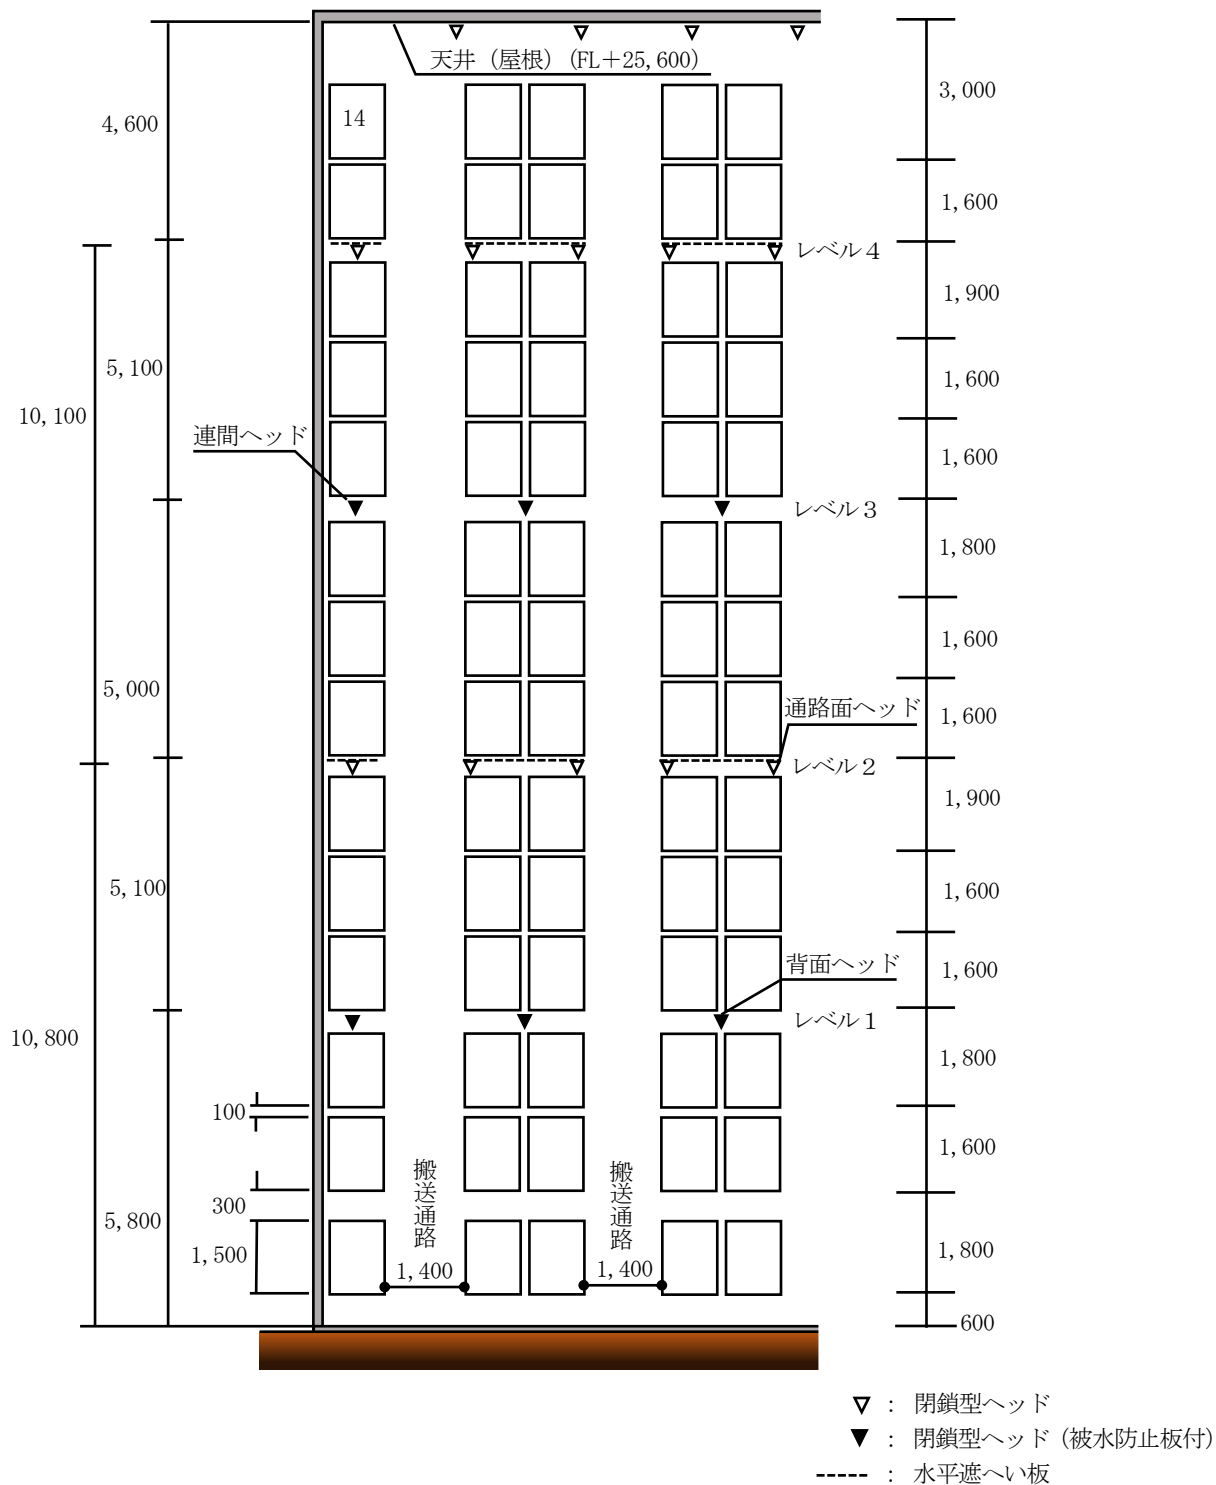 天井（屋根）（FL＋25,600）
3,000
4,600
14
1,600
レベル４
1,900
5,100
1,600
10,100
連間ヘッド
1,600
レベル３
1,800
1,600
5,000
通路面ヘッド
1,600
レベル２
1,900
5,100
1,600
背面ヘッド
1,600
レベル１
10,800
1,800
100
1,600
搬送通路
搬送通路
300
5,800
1,500
1,400
1,400
1,800
600
： 閉鎖型ヘッド
： 閉鎖型ヘッド（被水防止板付）
： 水平遮へい板